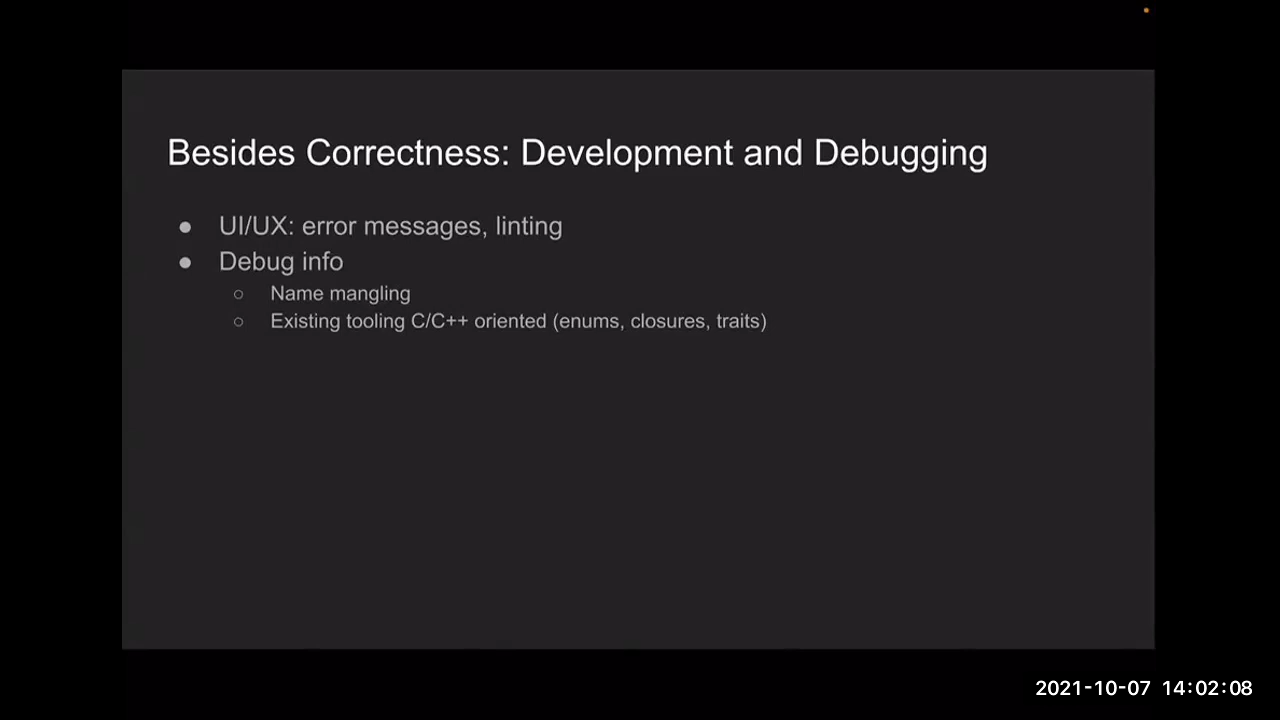 Besides Correctness: Development and Debugging
● UI/UX: error messages, linting
● Debug info
○ Name mangling
○ Existing tooling C/C++ oriented (enums, closures, traits)
2021-10-07 14:02:08